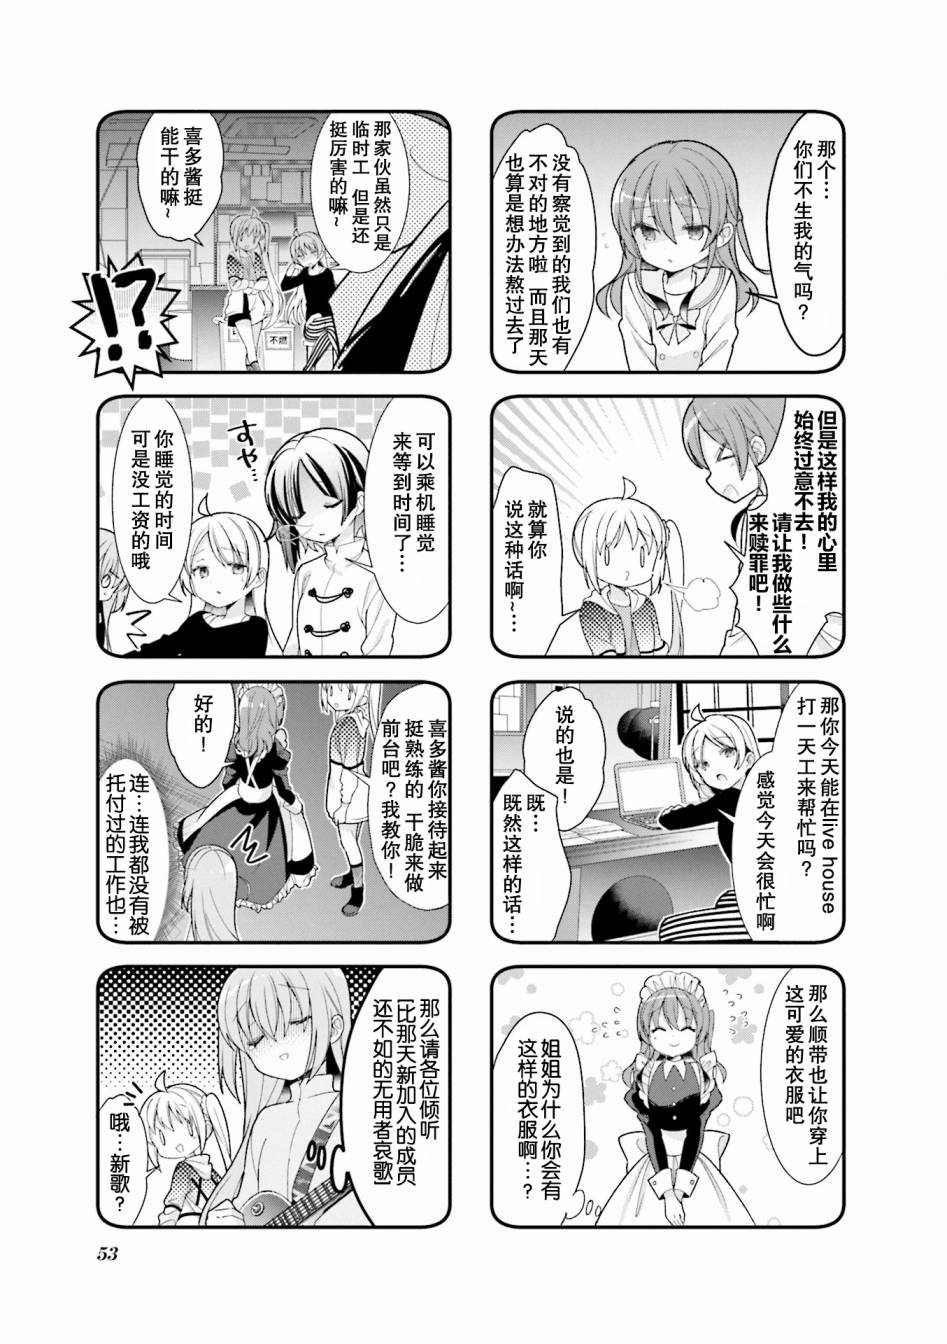 那个…
你们不生我的气吗？
没有察觉到的我们也有
不对的地方啦 而且那天
也算是想办法熬过去了
但是这样我的心里
始终过意不去！
请让我做些什么
来赎罪吧！
就算你
说这种话啊~……
那你今天能在live house
打一天工来帮忙吗？
感觉今天会很忙啊
说的也是！
既…
既然这样的话…
那么顺带也让你穿上
这可爱的衣服吧
姐姐为什么你会有
这样的衣服啊…？
那家伙虽然只是
临时工 但是还
挺厉害的嘛~
喜多酱挺
能干的嘛~
不燃
!?
可以乘机睡觉
来等到时间了…
すや…
你睡觉的时间
可是没工资的哦
喜多酱你接待起来
挺熟练的 干脆来做
前台吧？我教你！
好的！
连…连我都没有被
托付过的工作也…
那么请各位倾听
[比那天新加入的成员
还不如的无用者哀歌]
哦…新歌？
53